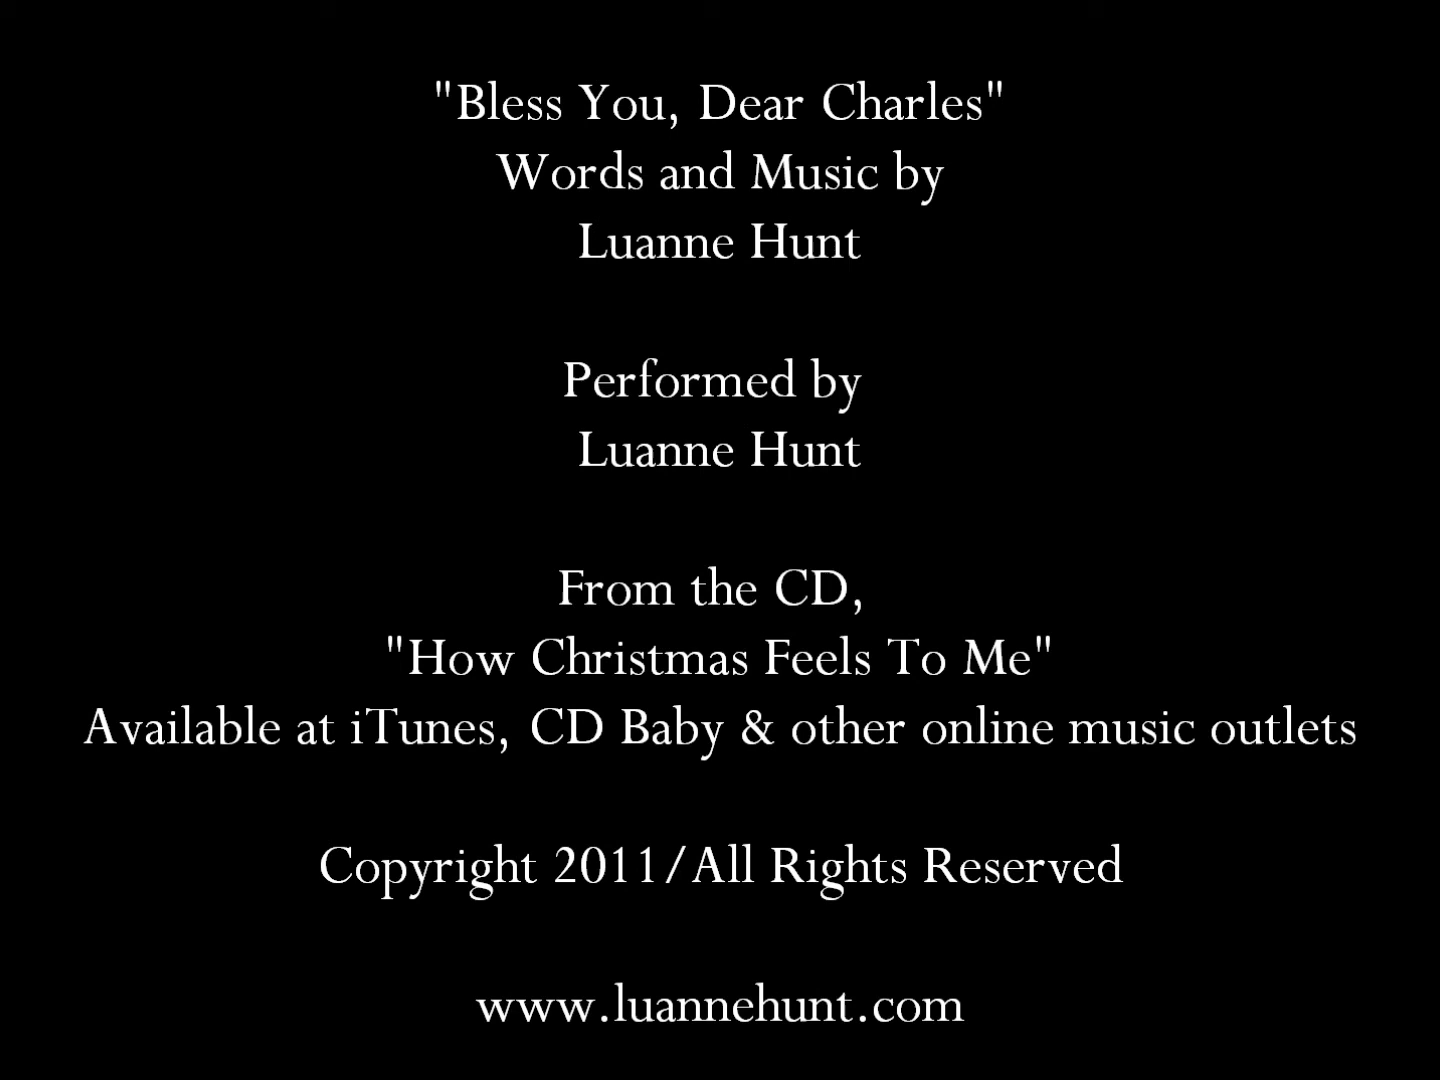 "Bless You, Dear Charles"
Words and Music by
Luanne Hunt
Performed by
Luanne Hunt
From the CD,
"How Christmas Feels To Me"
Available at iTunes, CD Baby & other online music outlets
Copyright 2011/All Rights Reserved
www.luannehunt.com